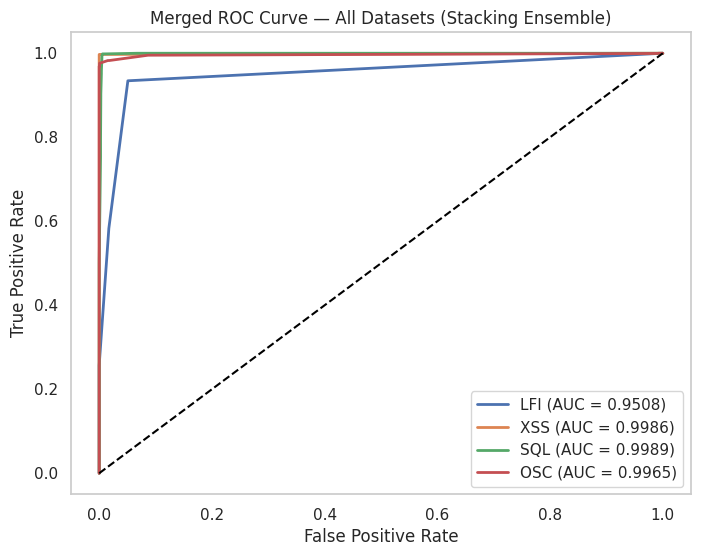 Merged ROC Curve — All Datasets (Stacking Ensemble)
True Positive Rate
1.0
0.8
0.6
0.4
0.2
0.0
LFI (AUC = 0.9508)
XSS (AUC = 0.9986)
SQL (AUC = 0.9989)
OSC (AUC = 0.9965)
0.0 0.2 0.4 0.6 0.8 1.0
False Positive Rate